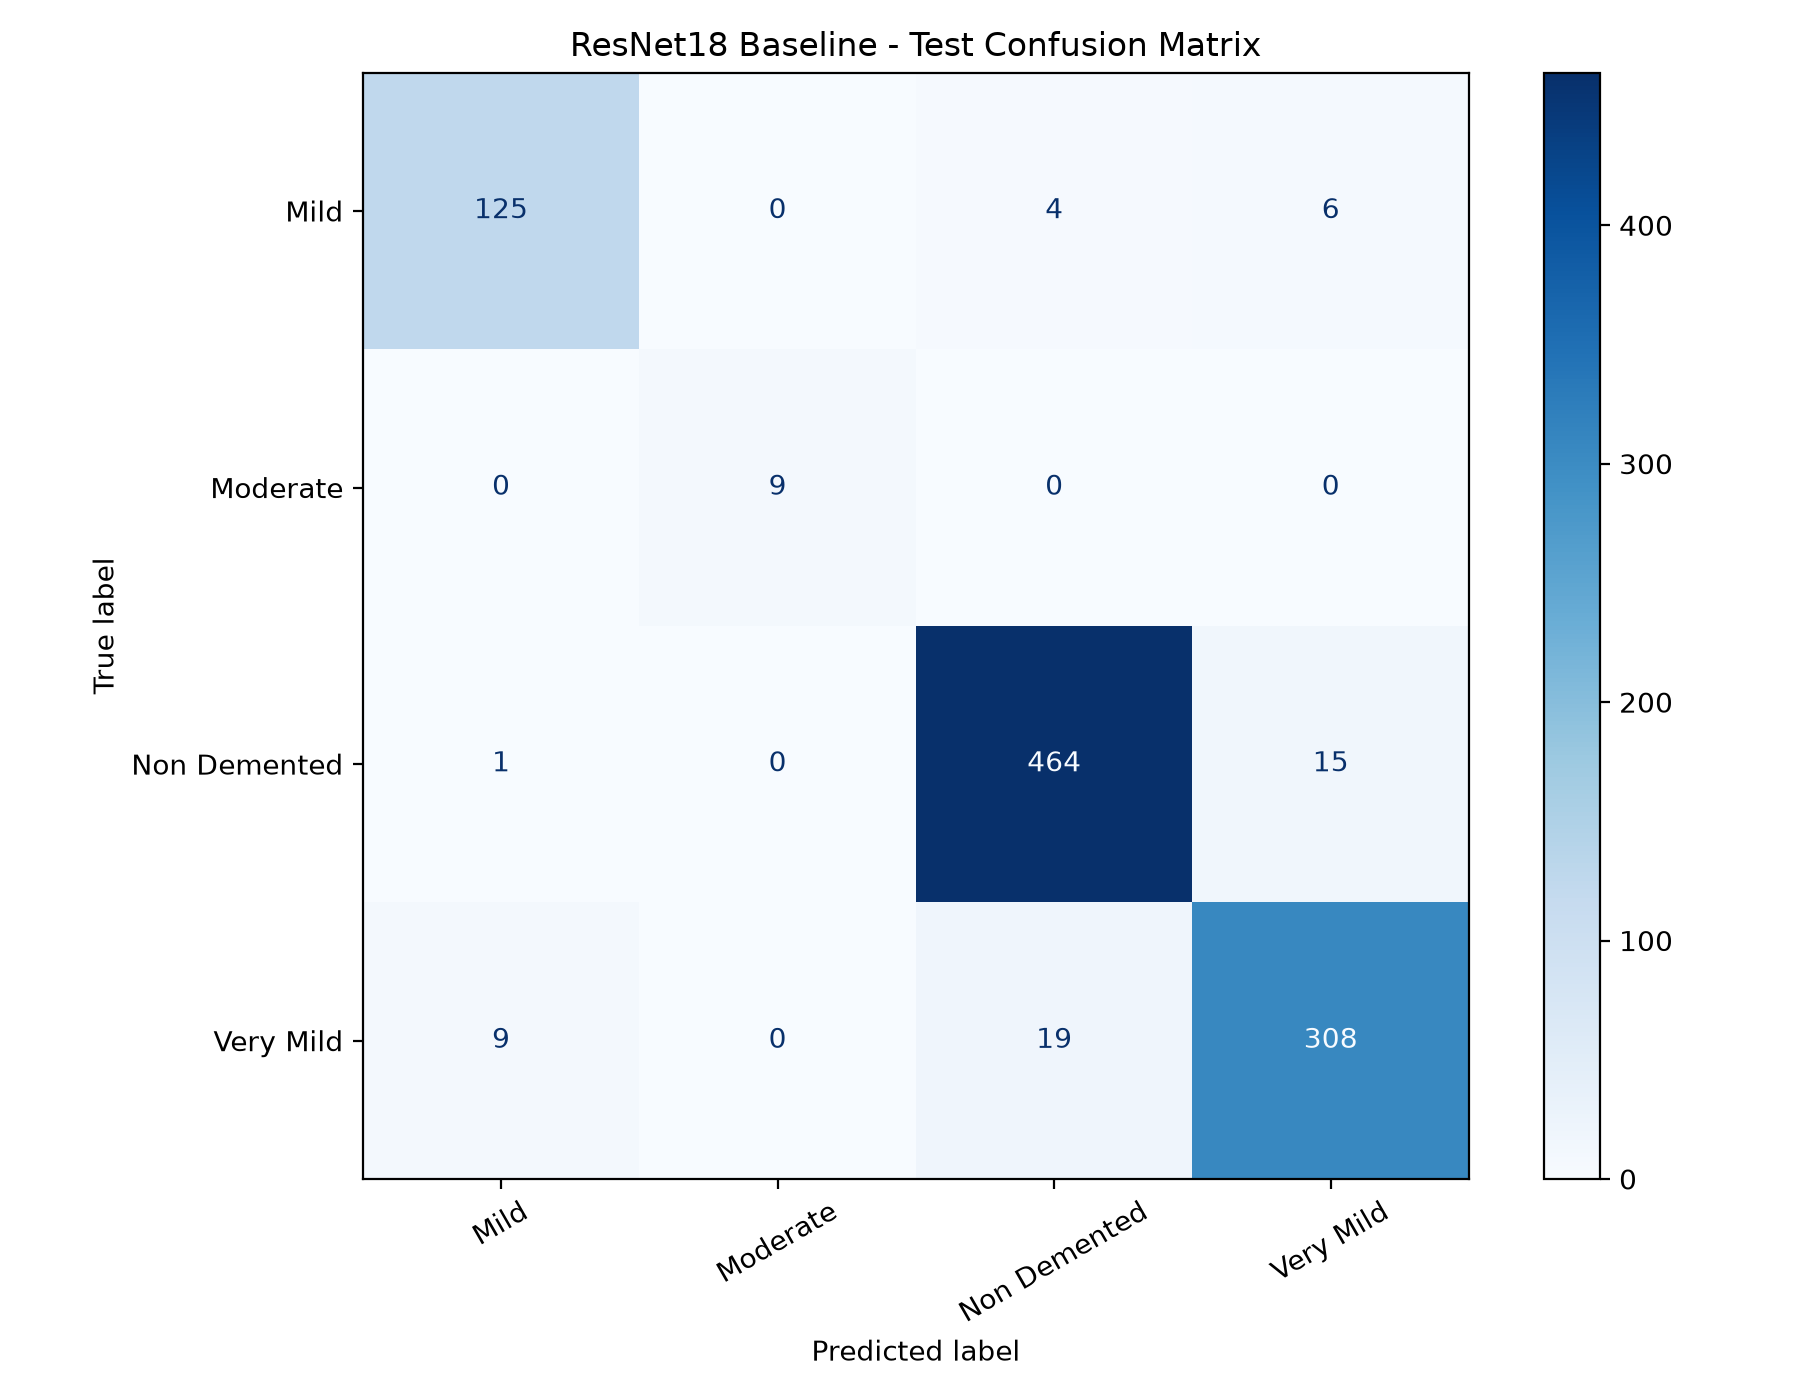 ResNet18 Baseline - Test Confusion Matrix
True label
Mild 125 0 4 6
Moderate 0 9 0 0
Non Demented 1 0 464 15
Very Mild 9 0 19 308
Mild Moderate Non Demented Very Mild
Predicted label
400
300
200
100
0